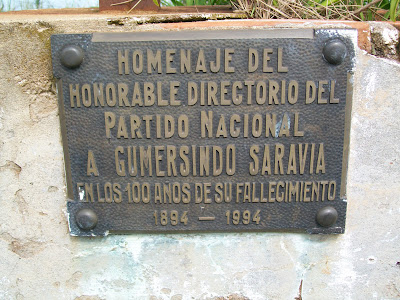 HOMENAJE DEL
HONORABLE DIRECTORIO DEL
PARTIDO NACIONAL
A GUMERSINDO SARAVIA
EN LOS 100 AÑOS DE SU FALLECIMIENTO
1894 — 1994